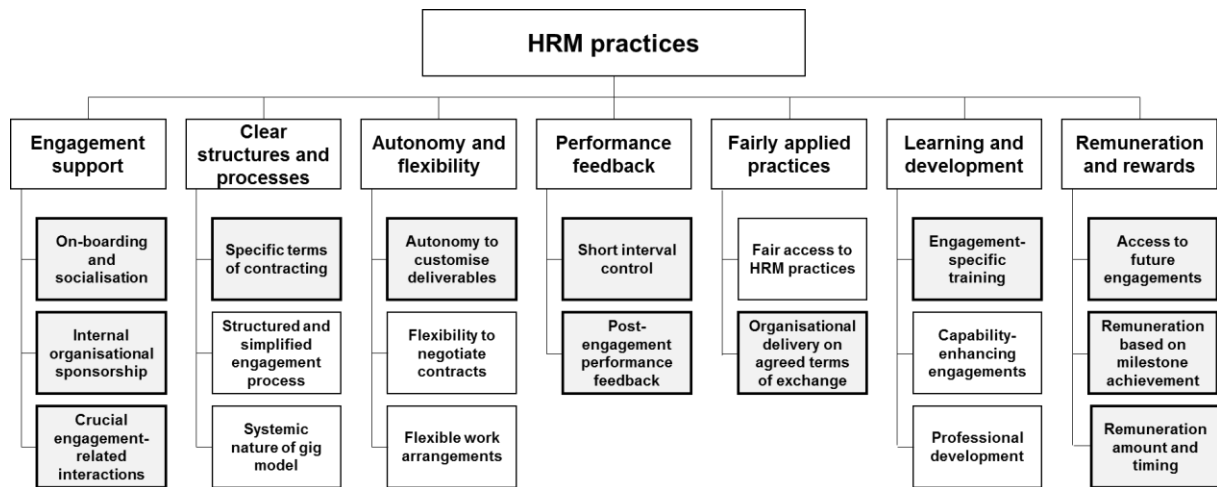 HRM practices
Engagement
support
Clear
structures and
processes
Autonomy and
flexibility
Performance
feedback
Fairly applied
practices
Learning and
development
Remuneration
and rewards
On-boarding
and
socialisation
Internal
organisational
sponsorship
Crucial
engagement-
related
interactions
Specific terms
of contracting
Structured and
simplified
engagement
process
Systemic
nature of gig
model
Autonomy to
customise
deliverables
Flexibility to
negotiate
contracts
Flexible work
arrangements
Short interval
control
Post-
engagement
performance
feedback
Fair access to
HRM practices
Organisational
delivery on
agreed terms
of exchange
Engagement-
specific
training
Capability-
enhancing
engagements
Professional
development
Access to
future
engagements
Remuneration
based on
milestone
achievement
Remuneration
amount and
timing